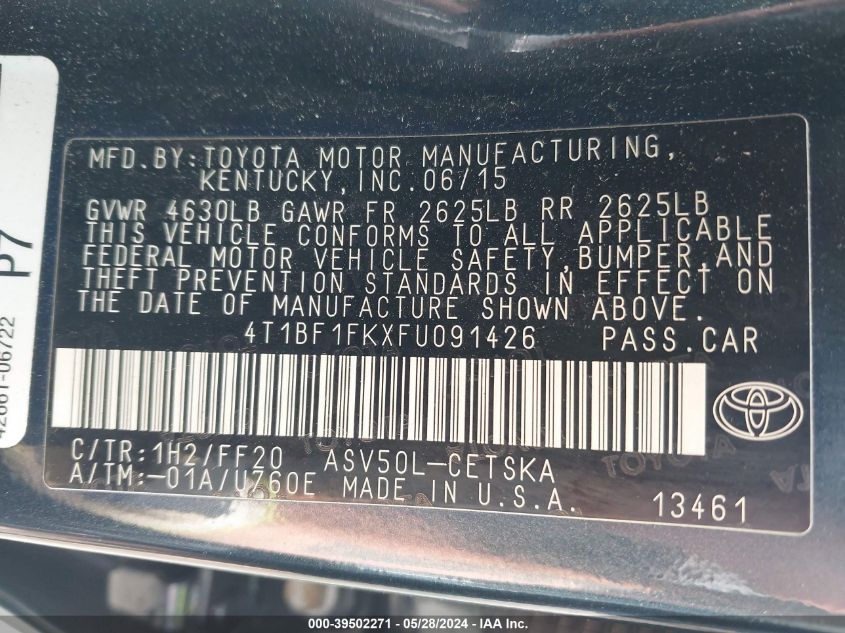 MFD.BY:TOYOTA MOTOR MANUFACTURING,
KENTUCKY,INC.06/15
GVWR 4630LB GAWR FR 2625LB RR 2625LB
THIS VEHICLE CONFORMS TO ALL APPLICABLE
FEDERAL MOTOR VEHICLE SAFETY,BUMPER,AND
THEFT PREVENTION STANDARDS IN EFFECT ON
THE DATE OF MANUFACTURE SHOWN ABOVE.
4T1BF1FKXFU091426 PASS.CAR
C/TR:1H2/FF20 ASV50L-CETSKA
A/TM:-01A/U760E MADE IN U.S.A.
13461
P7
42661-06/22
000-39502271 - 05/28/2024 - IAA Inc.